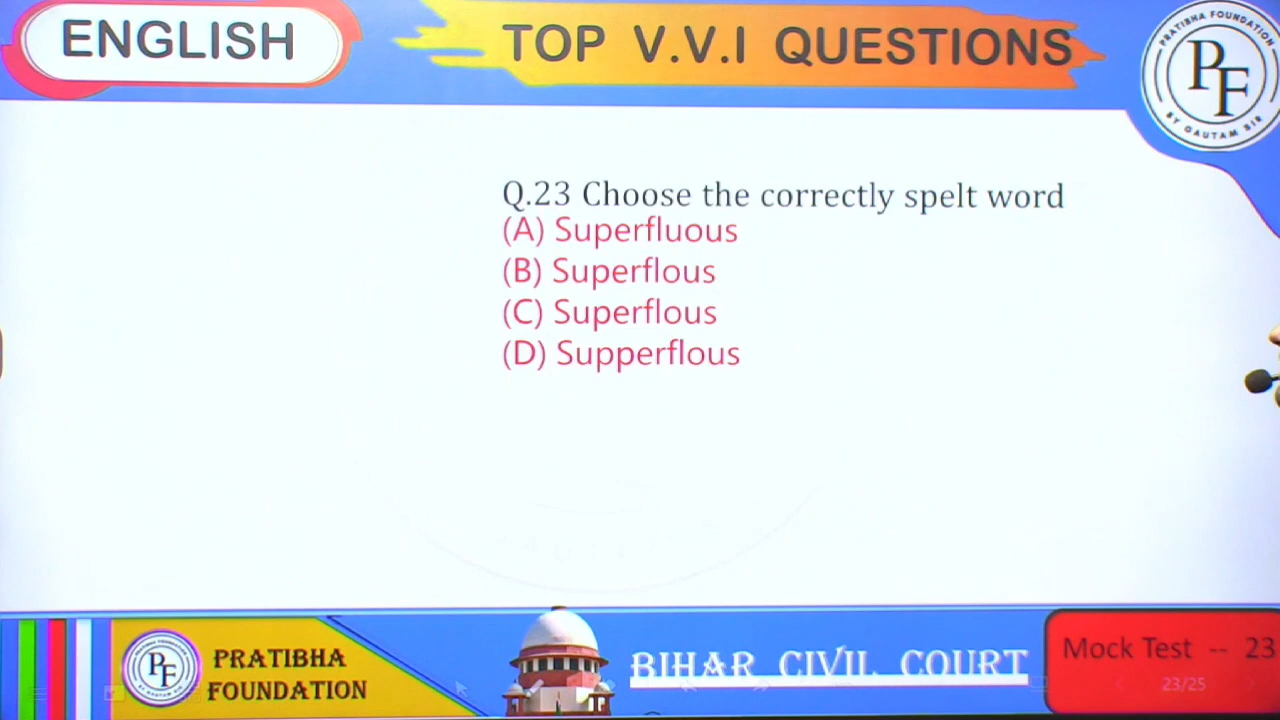 ENGLISH
TOP V.V.I QUESTIONS
PRATIBHA FOUNDATION
PF
BY GAUTAM SIR
Q.23 Choose the correctly spelt word
(A) Superfluous
(B) Superflous
(C) Superflous
(D) Supperflous
PF
PRATIBHA
FOUNDATION
BIHAR CIVIL COURT
Mock Test -- 23
23/25